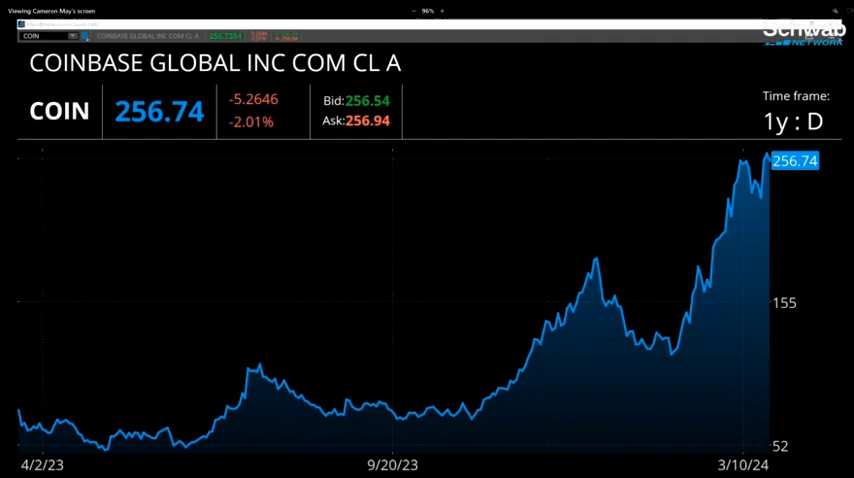 Viewing Cameron May's screen
96%
COIN
COINBASE GLOBAL INC COM CL A
Schwab
NETWORK
COINBASE GLOBAL INC COM CL A
COIN
256.74
-5.2646
-2.01%
Bid:256.54
Ask:256.94
Time frame:
1y : D
256.74
155
52
4/2/23
9/20/23
3/10/24